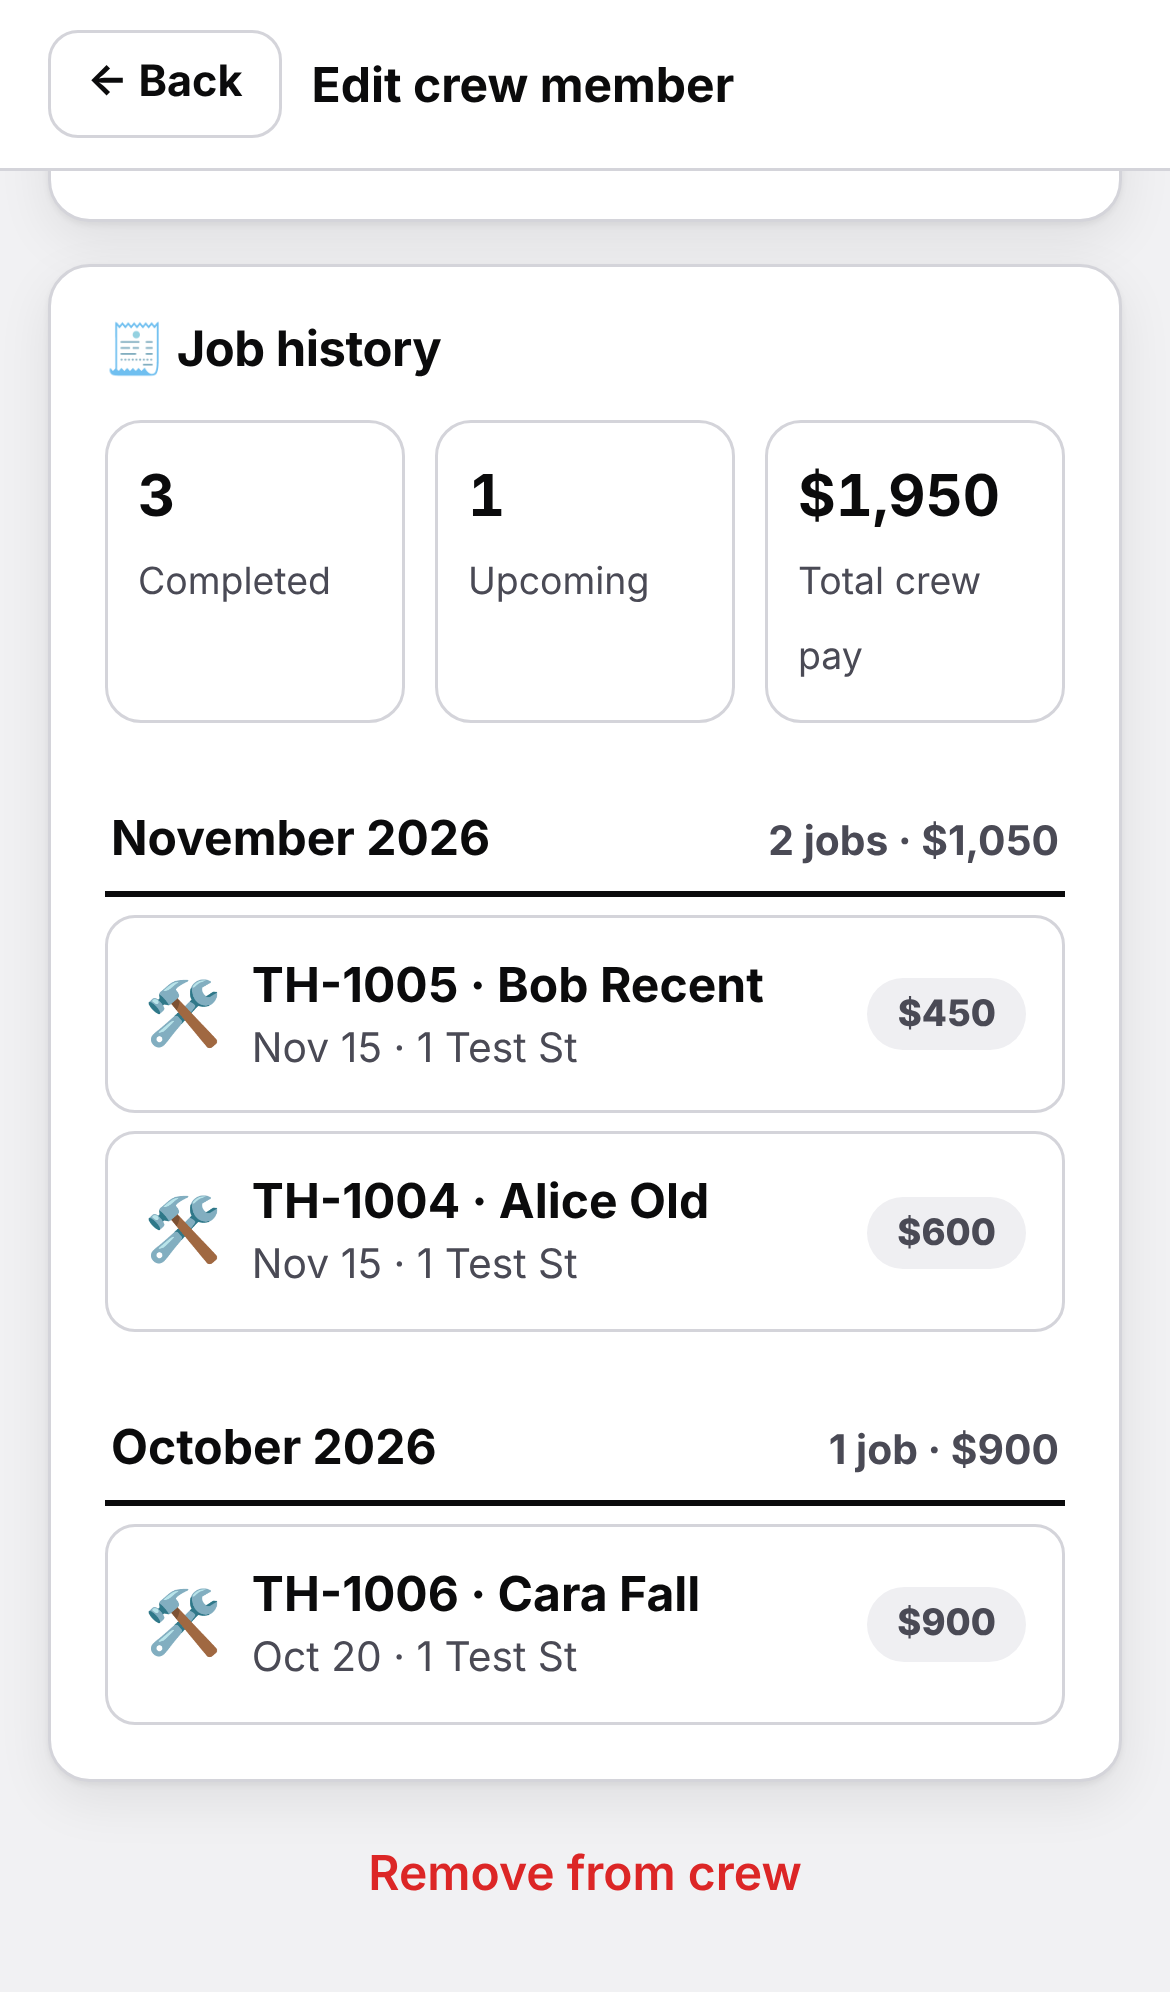 ← Back
Edit crew member
Job history
3
Completed
1
Upcoming
$1,950
Total crew
pay
November 2026
2 jobs · $1,050
TH-1005 · Bob Recent
Nov 15 · 1 Test St
$450
TH-1004 · Alice Old
Nov 15 · 1 Test St
$600
October 2026
1 job · $900
TH-1006 · Cara Fall
Oct 20 · 1 Test St
$900
Remove from crew